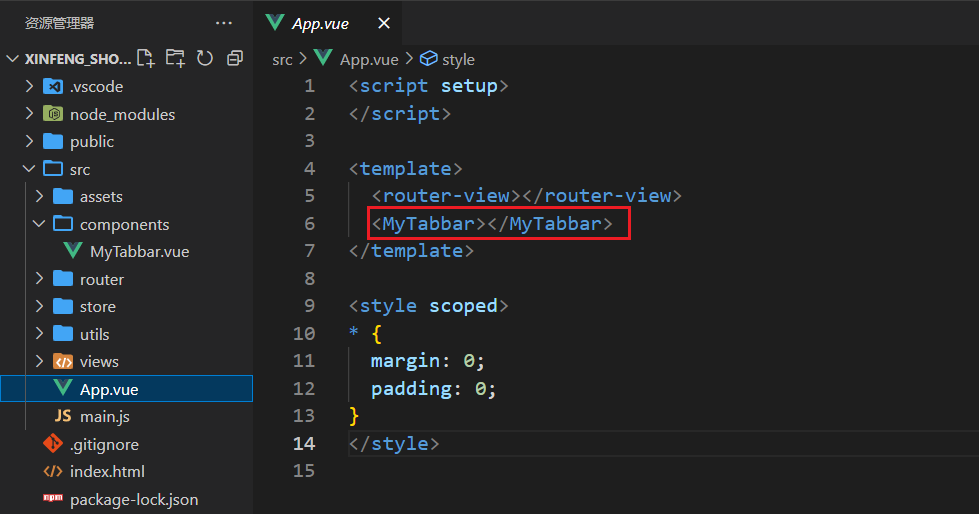 资源管理器 ...
XINFENG_SHO...
.vscode
node_modules
public
src
assets
components
MyTabbar.vue
router
store
utils
views
App.vue
JS main.js
.gitignore
index.html
npm package-lock.json
App.vue
src > App.vue > style
1 <script setup>
2 </script>
3
4 <template>
5 <router-view></router-view>
6 <MyTabbar></MyTabbar>
7 </template>
8
9 <style scoped>
10 * {
11 margin: 0;
12 padding: 0;
13 }
14 </style>
15